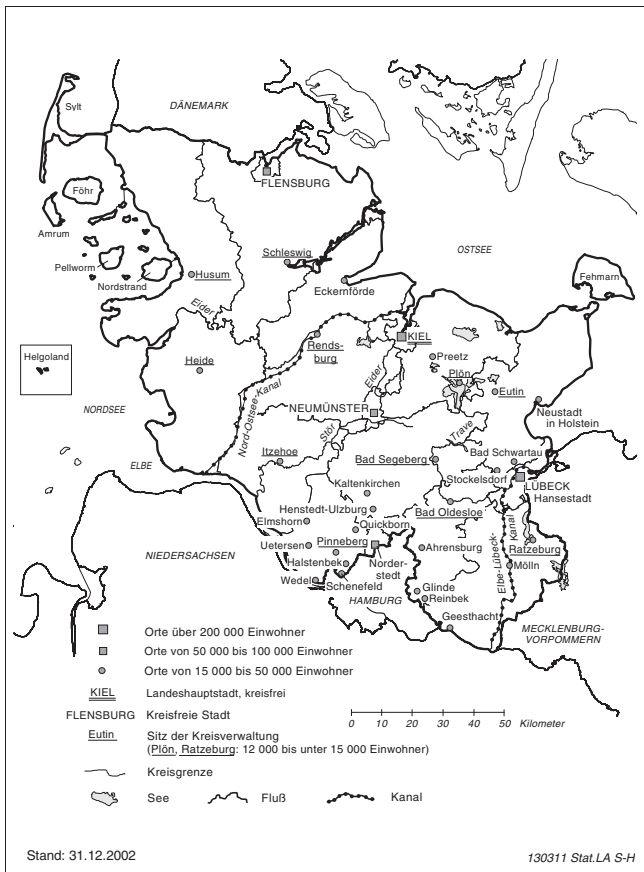 Sylt
DÄNEMARK
FLENSBURG
Föhr
Amrum
OSTSEE
Schleswig
Pellworm
Husum
Nordstrand
Eckernförde
Fehmarn
Eider
KIEL
Rends-
burg
Preetz
Helgoland
Heide
Plön
Eider
Eutin
Nord-Ostsee-Kanal
NORDSEE
NEUMÜNSTER
Neustadt
in Holstein
Stör
Trave
Itzehoe
Bad Segeberg
Bad Schwartau
ELBE
Kaltenkirchen
Stockelsdorf
LÜBECK
Hansestadt
Henstedt-Ulzburg
Bad Oldesloe
Elmshorn
Quickborn
Elbe-Lübeck-
Kanal
NIEDERSACHSEN
Uetersen
Pinneberg
Ahrensburg
Ratzeburg
Halstenbek
Norder-
stedt
Mölln
Wedel
Schenefeld
Glinde
HAMBURG
Reinbek
Geesthacht
MECKLENBURG-
VORPOMMERN
Orte über 200 000 Einwohner
Orte von 50 000 bis 100 000 Einwohner
Orte von 15 000 bis 50 000 Einwohner
KIEL Landeshauptstadt, kreisfrei
FLENSBURG Kreisfreie Stadt
0 10 20 30 40 50 Kilometer
Eutin Sitz der Kreisverwaltung
(Plön, Ratzeburg: 12 000 bis unter 15 000 Einwohner)
Kreisgrenze
See Fluß Kanal
Stand: 31.12.2002
130311 Stat.LA S-H